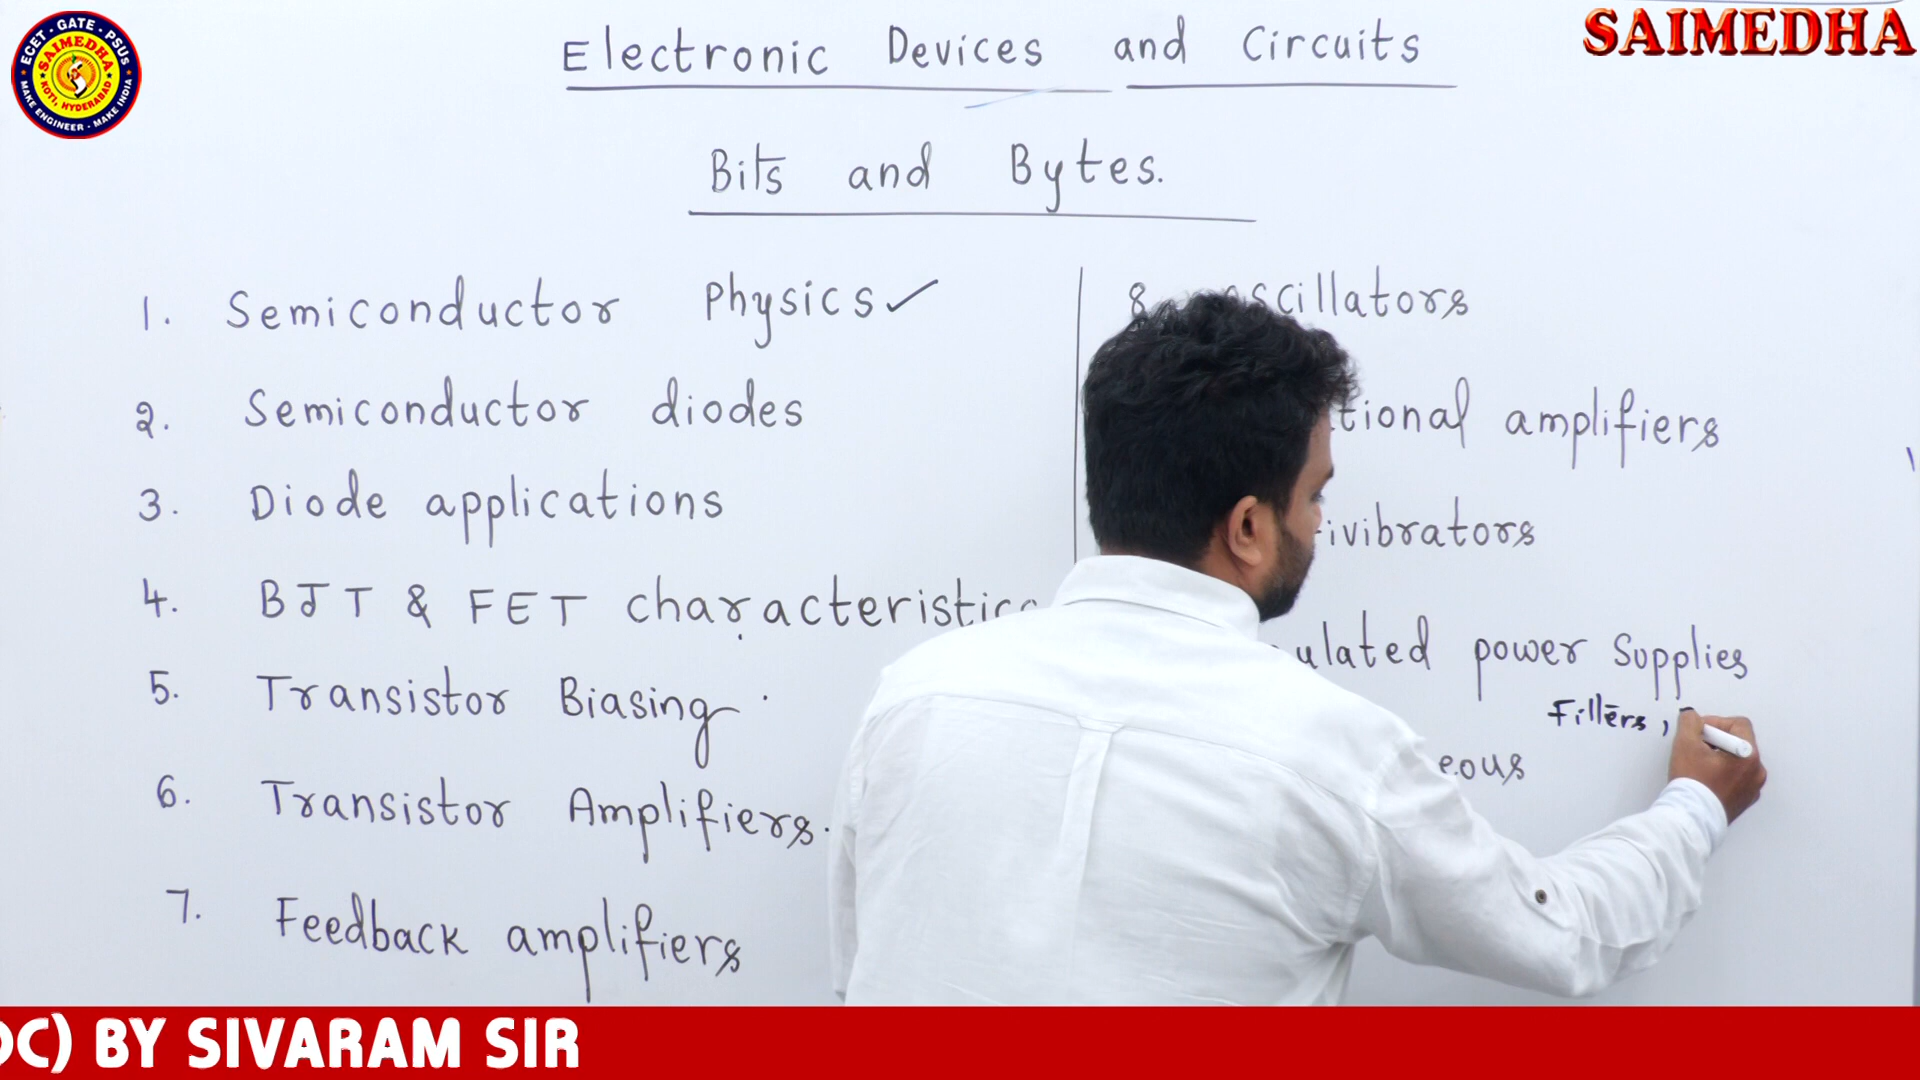 Electronic Devices and Circuits
Bits and Bytes.
1. Semiconductor Physics ✓
2. Semiconductor diodes
3. Diode applications
4. BJT & FET characteristics
5. Transistor Biasing
6. Transistor Amplifiers.
7. Feedback amplifiers
8. oscillators
tional amplifiers
ivibrators
ulated power Supplies
Filters,
eous
SAIMEDHA
ECET - GATE - PSUS
SAIMEDHA
KOTI, HYDERABAD
MAKE ENGINEER - MAKE INDIA
DC) BY SIVARAM SIR